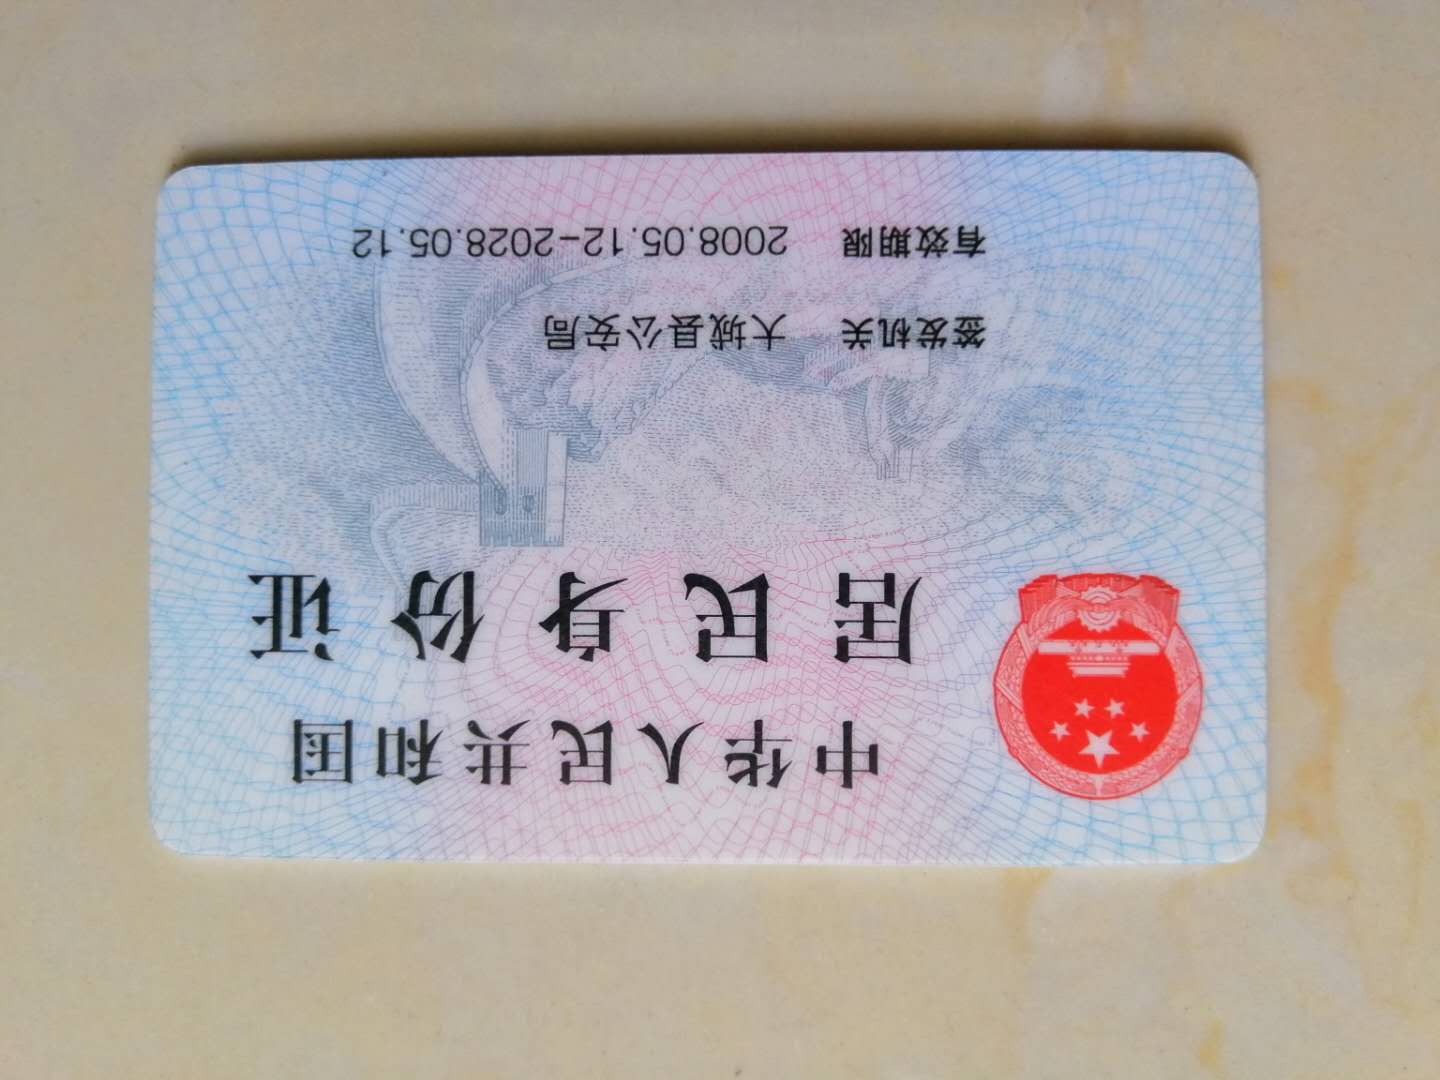 中华人民共和国
居民身份证
签发机关 大城县公安局
有效期限 2008.05.12-2028.05.12